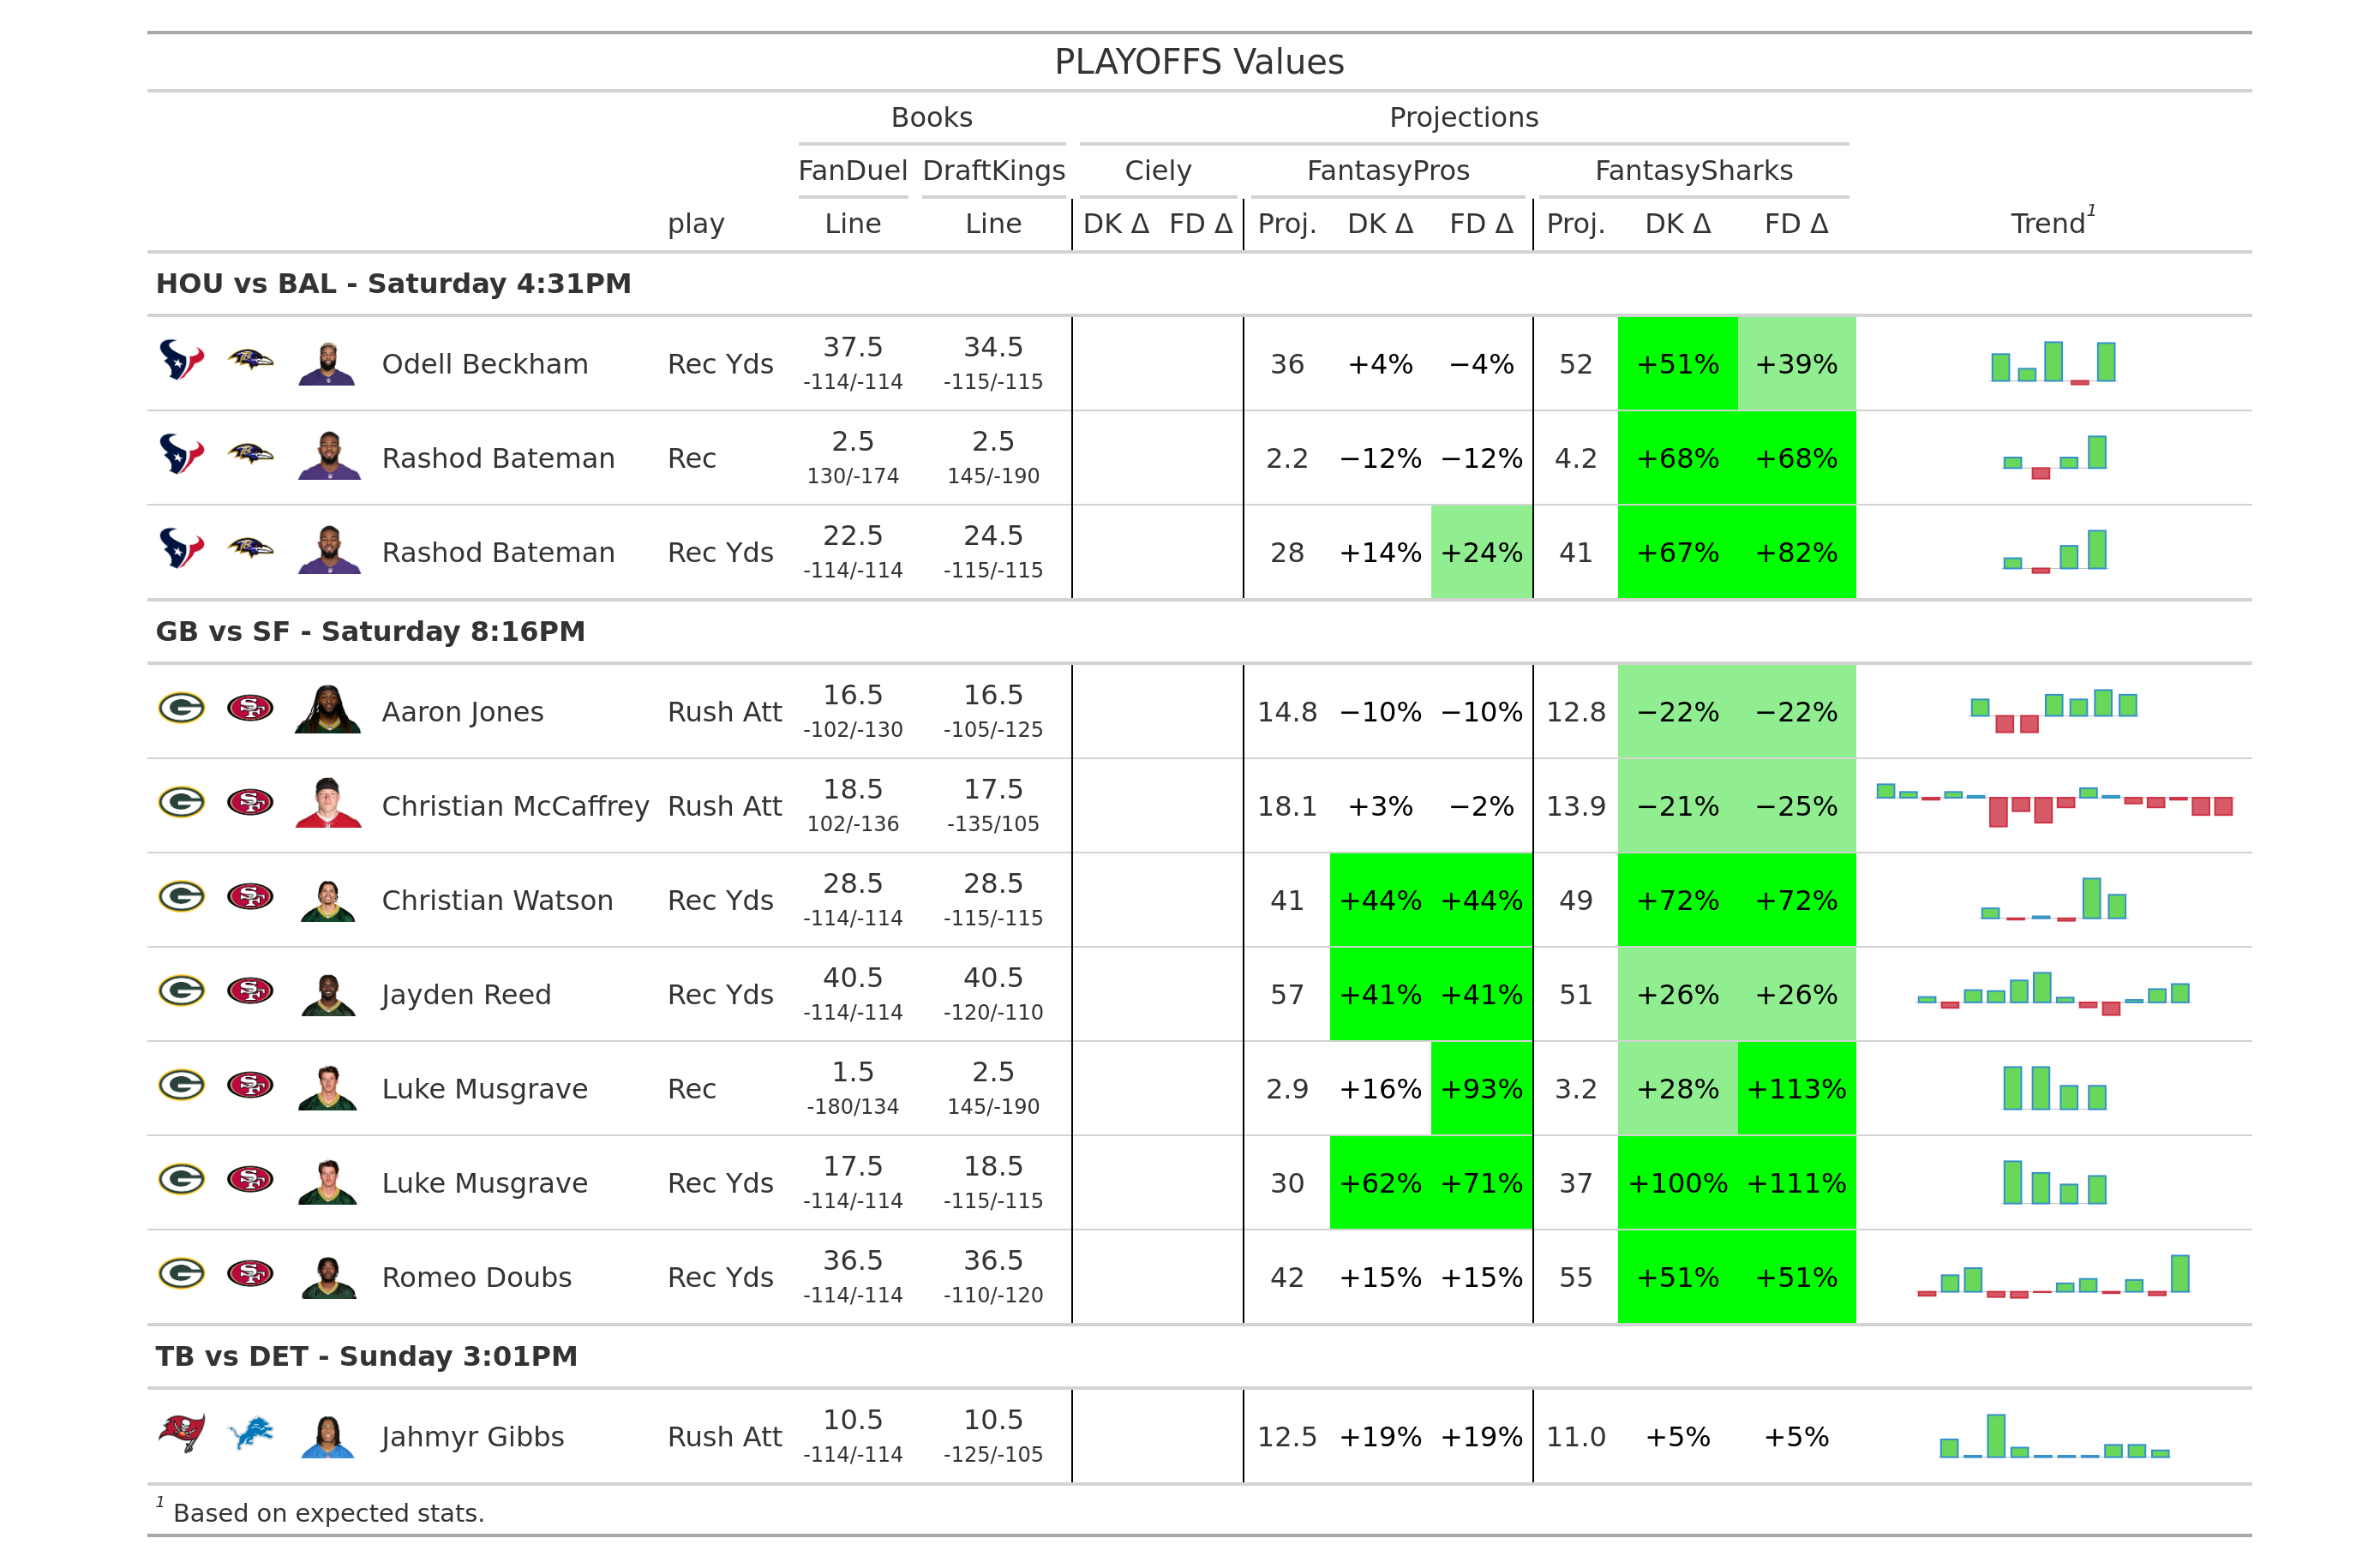 PLAYOFFS Values
Books Projections
FanDuel DraftKings Ciely FantasyPros FantasySharks
play Line Line DK Δ FD Δ Proj. DK Δ FD Δ Proj. DK Δ FD Δ Trend1
HOU vs BAL - Saturday 4:31PM
Odell Beckham Rec Yds 37.5 34.5 36 +4% −4% 52 +51% +39%
-114/-114 -115/-115
Rashod Bateman Rec 2.5 2.5 2.2 −12% −12% 4.2 +68% +68%
130/-174 145/-190
Rashod Bateman Rec Yds 22.5 24.5 28 +14% +24% 41 +67% +82%
-114/-114 -115/-115
GB vs SF - Saturday 8:16PM
Aaron Jones Rush Att 16.5 16.5 14.8 −10% −10% 12.8 −22% −22%
-102/-130 -105/-125
Christian McCaffrey Rush Att 18.5 17.5 18.1 +3% −2% 13.9 −21% −25%
102/-136 -135/105
Christian Watson Rec Yds 28.5 28.5 41 +44% +44% 49 +72% +72%
-114/-114 -115/-115
Jayden Reed Rec Yds 40.5 40.5 57 +41% +41% 51 +26% +26%
-114/-114 -120/-110
Luke Musgrave Rec 1.5 2.5 2.9 +16% +93% 3.2 +28% +113%
-180/134 145/-190
Luke Musgrave Rec Yds 17.5 18.5 30 +62% +71% 37 +100% +111%
-114/-114 -115/-115
Romeo Doubs Rec Yds 36.5 36.5 42 +15% +15% 55 +51% +51%
-114/-114 -110/-120
TB vs DET - Sunday 3:01PM
Jahmyr Gibbs Rush Att 10.5 10.5 12.5 +19% +19% 11.0 +5% +5%
-114/-114 -125/-105
1 Based on expected stats.